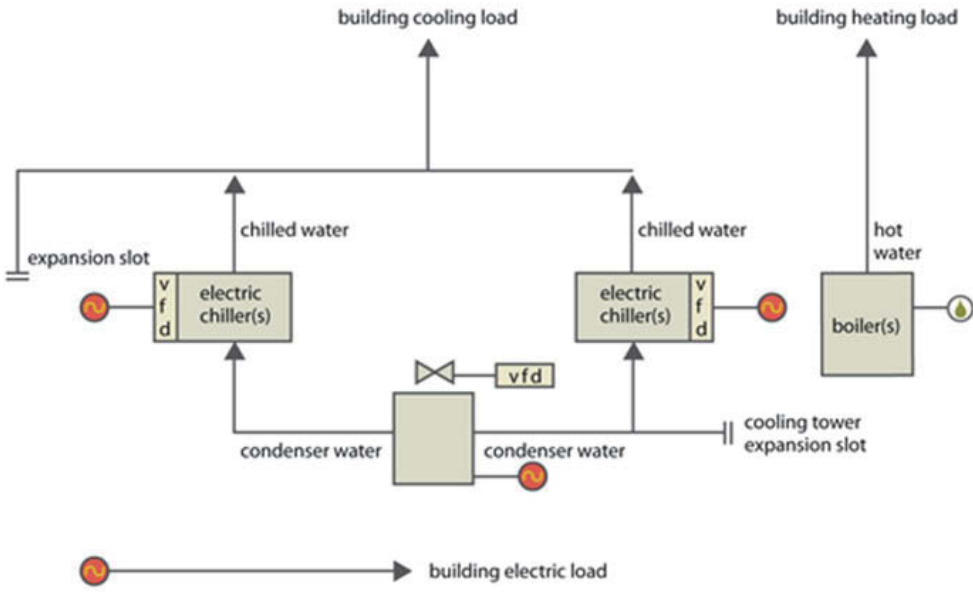 building cooling load
building heating load
chilled water
chilled water
hot
water
expansion slot
v
f
d
electric
chiller(s)
electric
chiller(s)
v
f
d
boiler(s)
vfd
condenser water
condenser water
cooling tower
expansion slot
building electric load